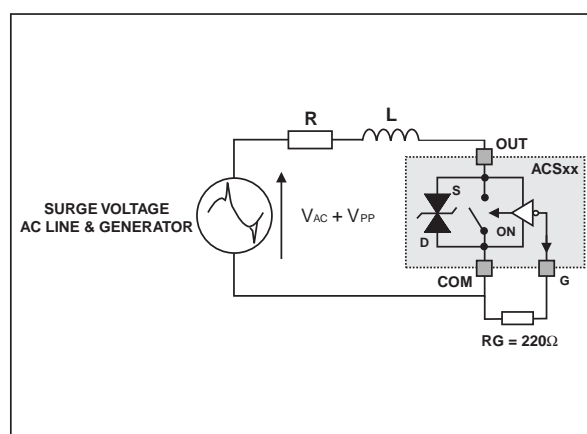 R
L
OUT
ACSxx
S
SURGE VOLTAGE
AC LINE & GENERATOR
VAC + VPP
D
ON
COM
G
RG = 220Ω